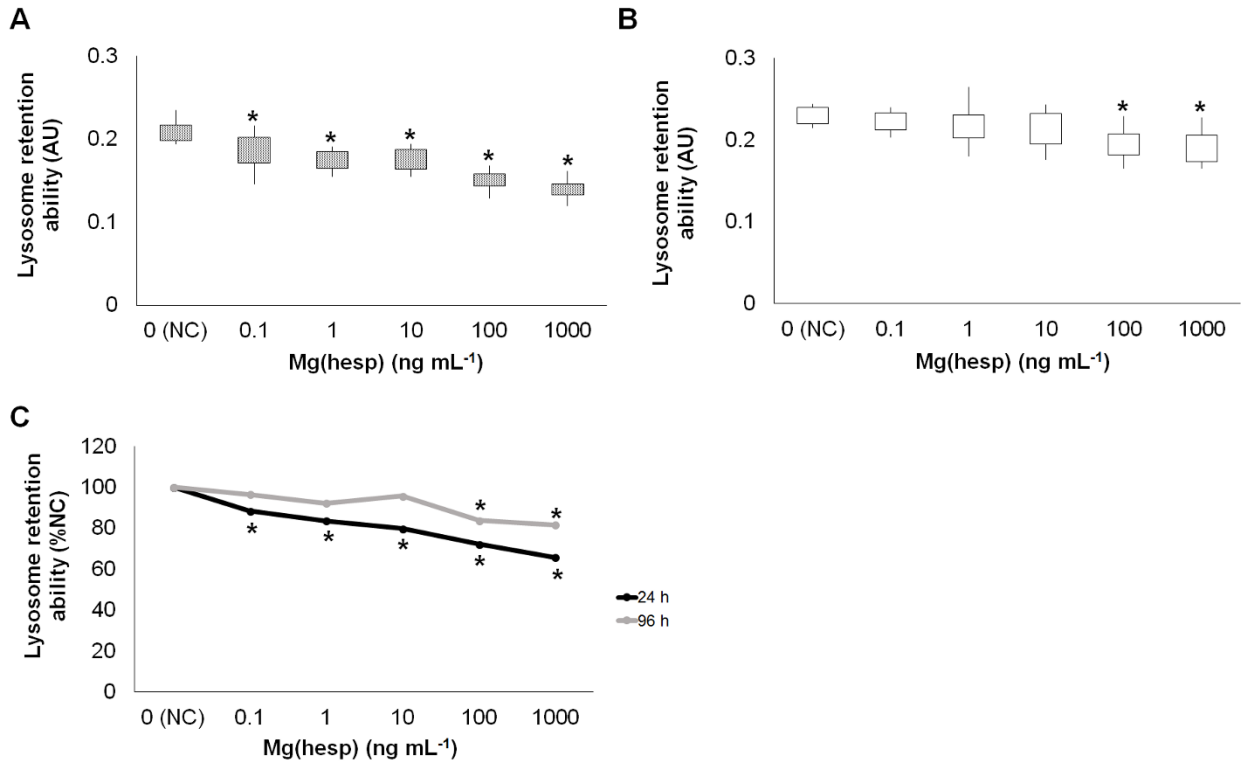 A
Lysosome retention
ability (AU)
0.3
0.2
0.1
0
*
*
*
*
*
0 (NC) 0.1 1 10 100 1000
Mg(hesp) (ng mL⁻¹)
B
Lysosome retention
ability (AU)
0.3
0.2
0.1
0
*
*
0 (NC) 0.1 1 10 100 1000
Mg(hesp) (ng mL⁻¹)
C
Lysosome retention
ability (%NC)
120
100
80
60
40
20
0
*
*
*
*
*
*
*
0 (NC) 0.1 1 10 100 1000
Mg(hesp) (ng mL⁻¹)
24 h
96 h